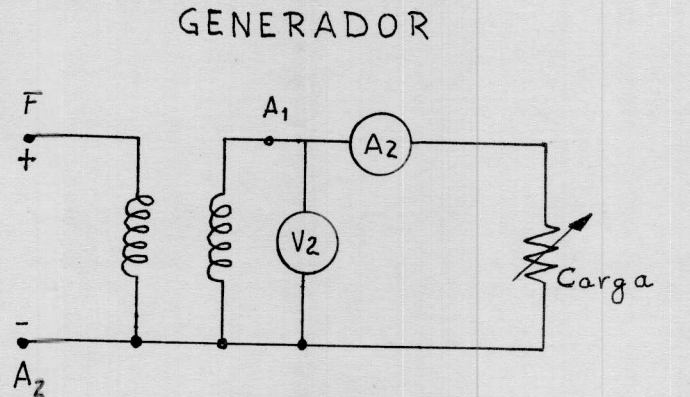 GENERADOR
F
A1
A2
+
V2
Carga
-
A2